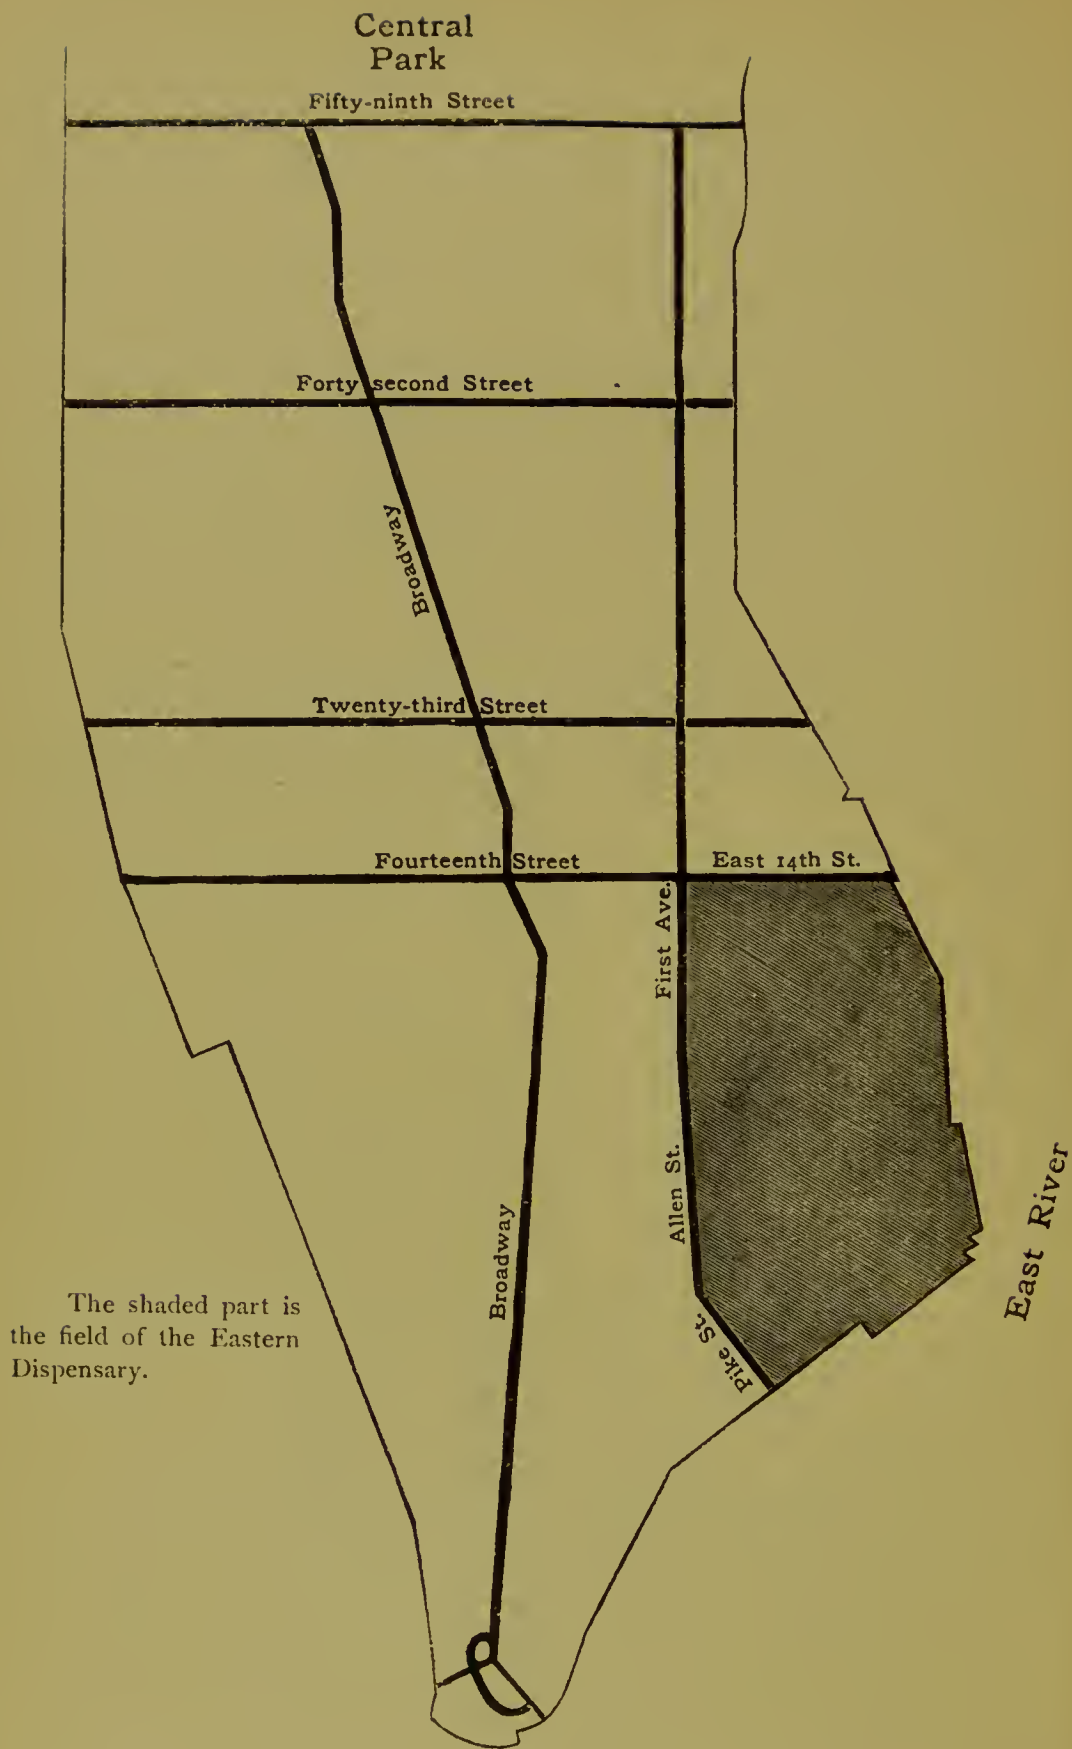 Central
Park
Fifty-ninth Street
Forty second Street
Broadway
Twenty-third Street
Fourteenth Street
East 14th St.
First Ave.
Allen St.
Broadway
East River
The shaded part is
the field of the Eastern
Dispensary.
Pike St.